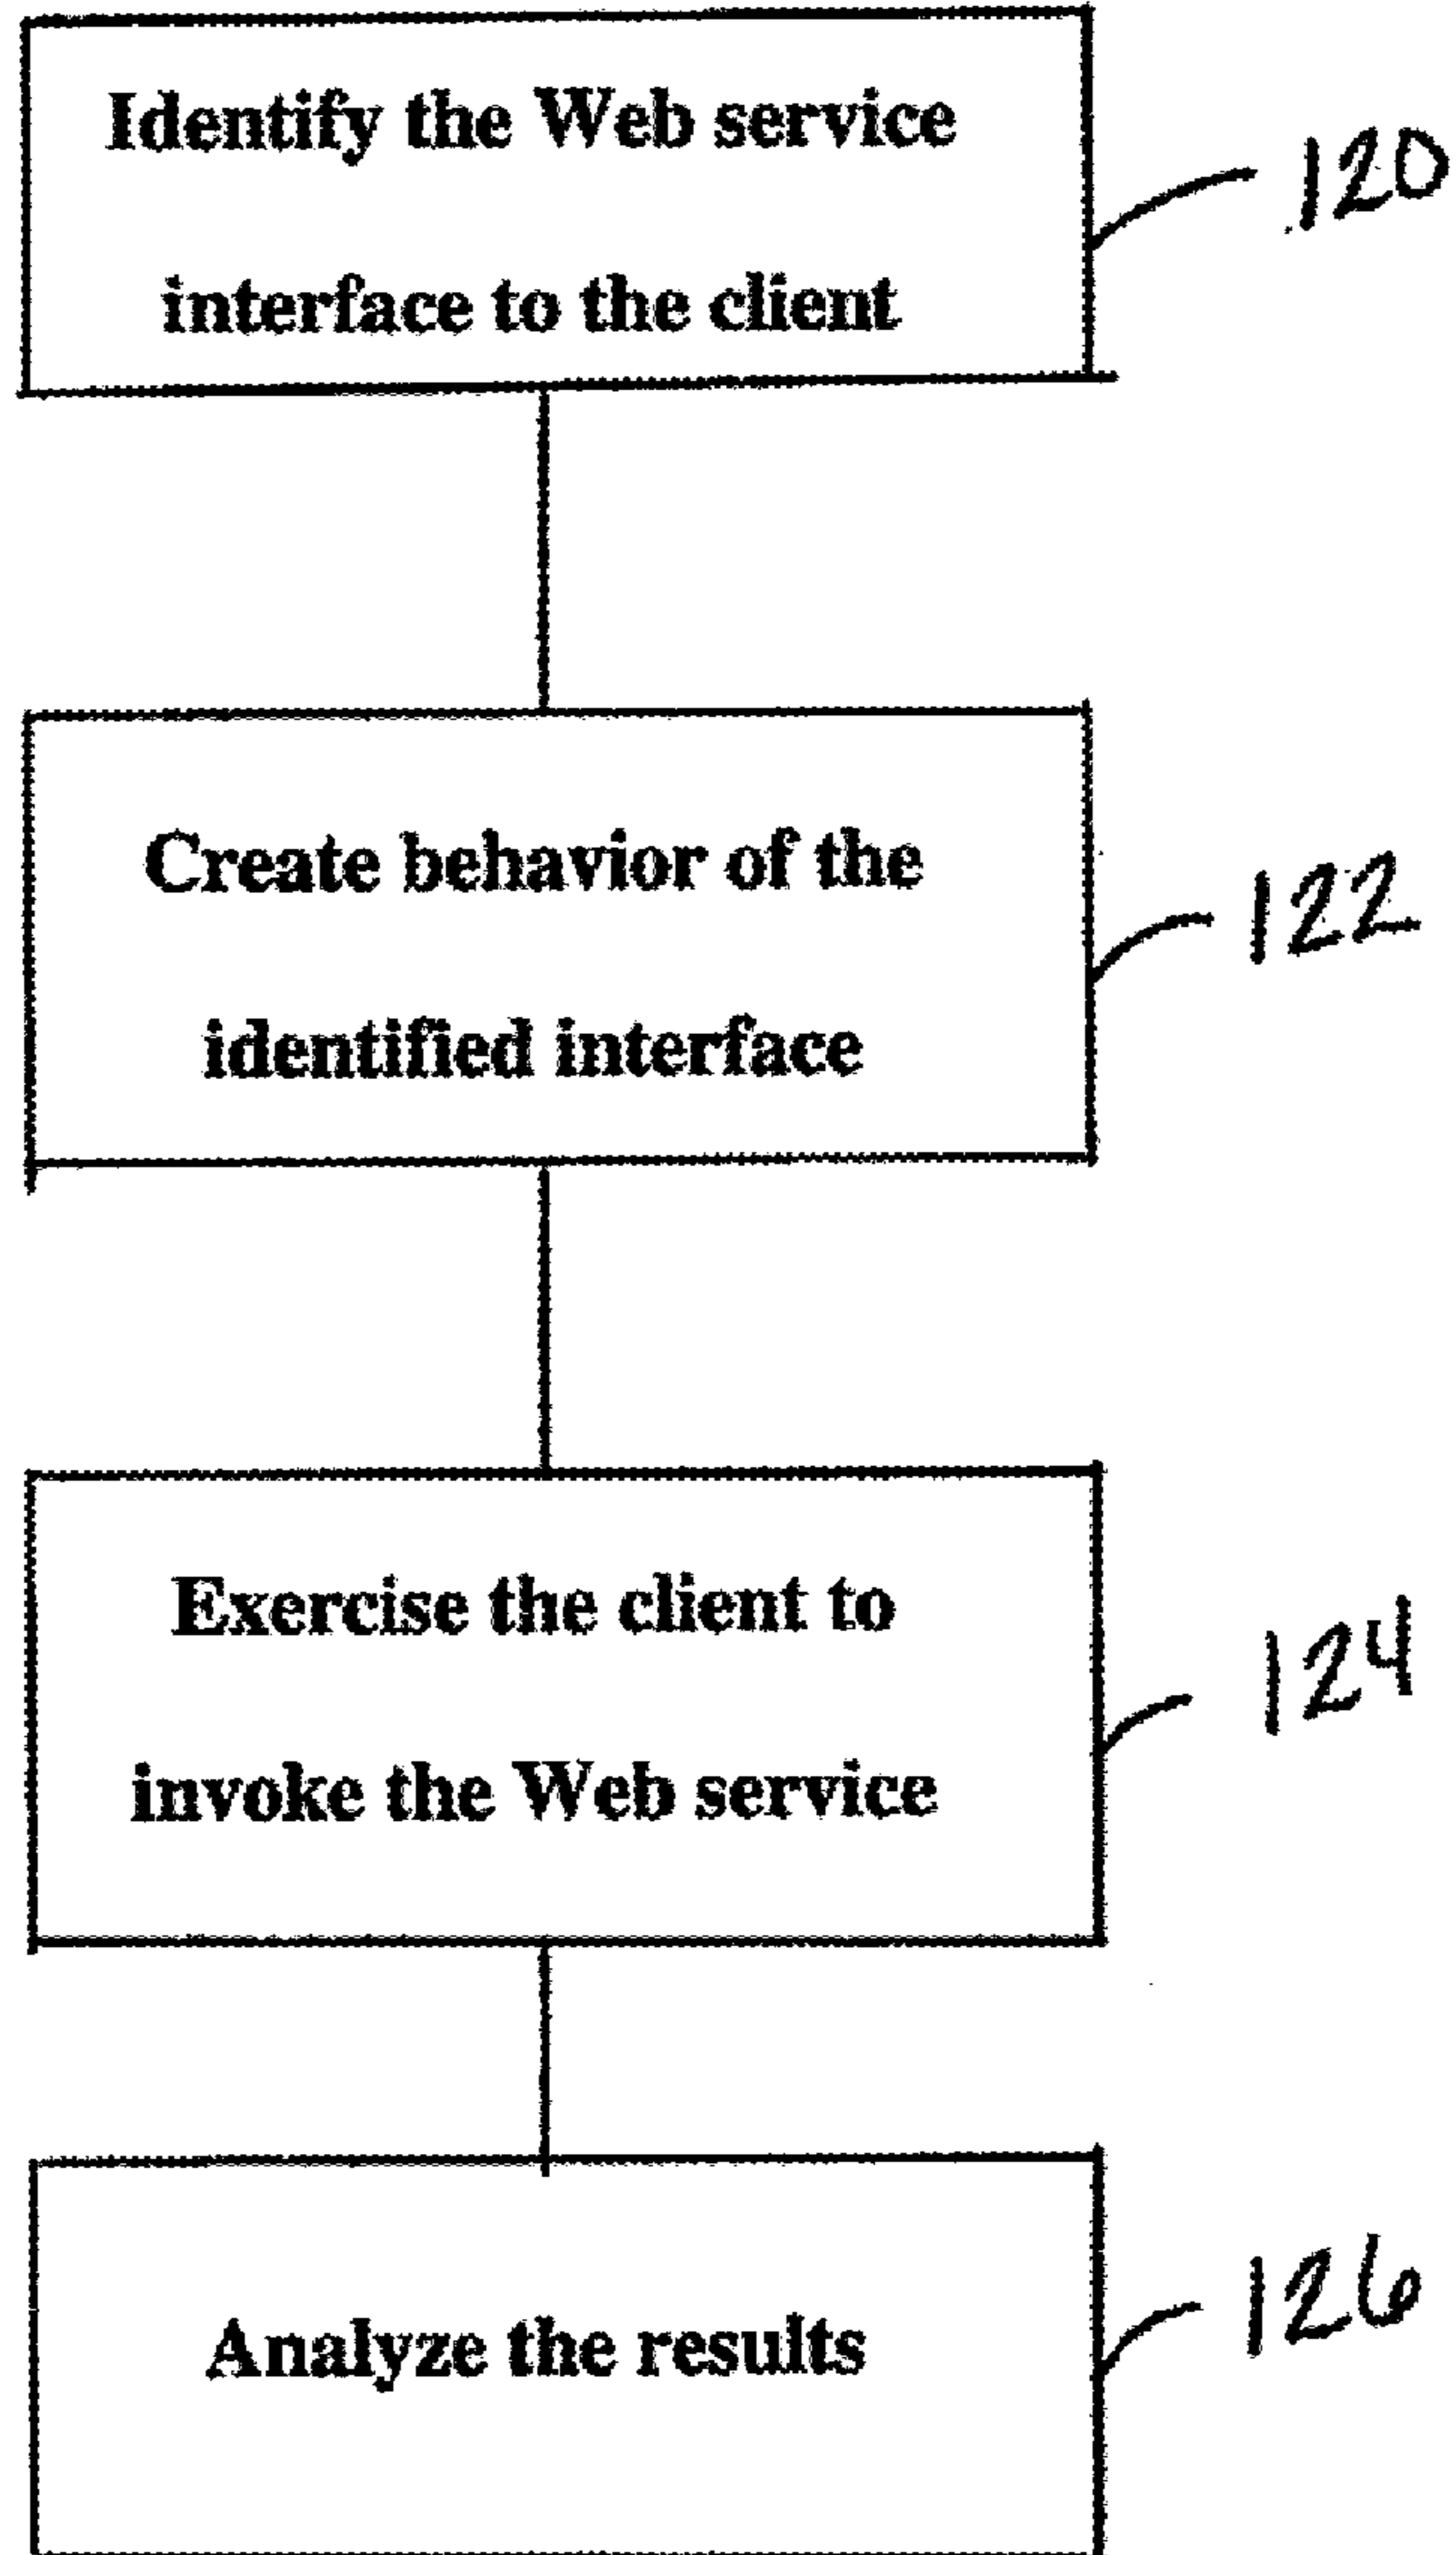 Identify the Web service
120
interface to the client
Create behavior of the
122
identified interface
Exercise the client to
124
invoke the Web service
Analyze the results
126